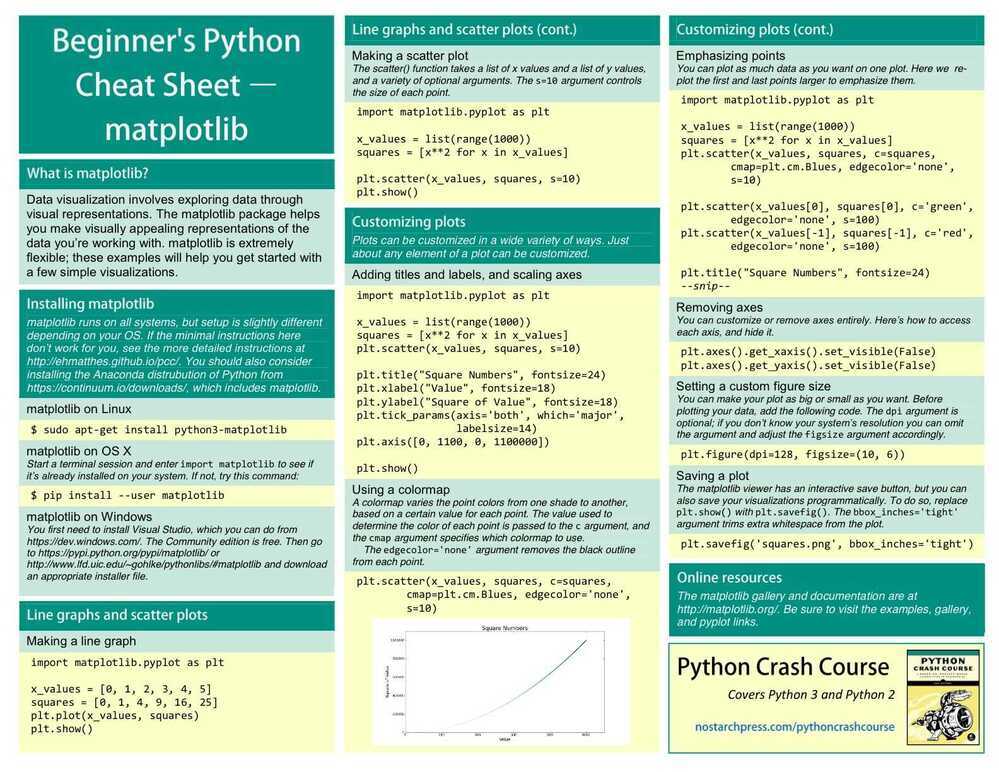 Beginner's Python
Cheat Sheet —
matplotlib
What is matplotlib?
Data visualization involves exploring data through
visual representations. The matplotlib package helps
you make visually appealing representations of the
data you're working with. matplotlib is extremely
flexible; these examples will help you get started with
a few simple visualizations.
Installing matplotlib
matplotlib runs on all systems, but setup is slightly different
depending on your OS. If the minimal instructions here
don't work for you, see the more detailed instructions at
http://ehmatthes.github.io/pcc/. You should also consider
installing the Anaconda distrubution of Python from
https://continuum.io/downloads/, which includes matplotlib.
matplotlib on Linux
$ sudo apt-get install python3-matplotlib
matplotlib on OS X
Start a terminal session and enter import matplotlib to see if
it's already installed on your system. If not, try this command:
$ pip install --user matplotlib
matplotlib on Windows
You first need to install Visual Studio, which you can do from
https://dev.windows.com/. The Community edition is free. Then go
to https://pypi.python.org/pypi/matplotlib/ or
http://www.lfd.uic.edu/~gohlke/pythonlibs/#matplotlib and download
an appropriate installer file.
Line graphs and scatter plots
Making a line graph
import matplotlib.pyplot as plt
x_values = [0, 1, 2, 3, 4, 5]
squares = [0, 1, 4, 9, 16, 25]
plt.plot(x_values, squares)
plt.show()
Line graphs and scatter plots (cont.)
Making a scatter plot
The scatter() function takes a list of x values and a list of y values,
and a variety of optional arguments. The s=10 argument controls
the size of each point.
import matplotlib.pyplot as plt
x_values = list(range(1000))
squares = [x**2 for x in x_values]
plt.scatter(x_values, squares, s=10)
plt.show()
Customizing plots
Plots can be customized in a wide variety of ways. Just
about any element of a plot can be customized.
Adding titles and labels, and scaling axes
import matplotlib.pyplot as plt
x_values = list(range(1000))
squares = [x**2 for x in x_values]
plt.scatter(x_values, squares, s=10)
plt.title("Square Numbers", fontsize=24)
plt.xlabel("Value", fontsize=18)
plt.ylabel("Square of Value", fontsize=18)
plt.tick_params(axis='both', which='major',
labelsize=14)
plt.axis([0, 1100, 0, 1100000])
plt.show()
Using a colormap
A colormap varies the point colors from one shade to another,
based on a certain value for each point. The value used to
determine the color of each point is passed to the c argument, and
the cmap argument specifies which colormap to use.
The edgecolor='none' argument removes the black outline
from each point.
plt.scatter(x_values, squares, c=squares,
cmap=plt.cm.Blues, edgecolor='none',
s=10)
Square Numbers
Value
Customizing plots (cont.)
Emphasizing points
You can plot as much data as you want on one plot. Here we re-
plot the first and last points larger to emphasize them.
import matplotlib.pyplot as plt
x_values = list(range(1000))
squares = [x**2 for x in x_values]
plt.scatter(x_values, squares, c=squares,
cmap=plt.cm.Blues, edgecolor='none',
s=10)
plt.scatter(x_values[0], squares[0], c='green',
edgecolor='none', s=100)
plt.scatter(x_values[-1], squares[-1], c='red',
edgecolor='none', s=100)
plt.title("Square Numbers", fontsize=24)
--snip--
Removing axes
You can customize or remove axes entirely. Here's how to access
each axis, and hide it.
plt.axes().get_xaxis().set_visible(False)
plt.axes().get_yaxis().set_visible(False)
Setting a custom figure size
You can make your plot as big or small as you want. Before
plotting your data, add the following code. The dpi argument is
optional; if you don't know your system's resolution you can omit
the argument and adjust the figsize argument accordingly.
plt.figure(dpi=128, figsize=(10, 6))
Saving a plot
The matplotlib viewer has an interactive save button, but you can
also save your visualizations programmatically. To do so, replace
plt.show() with plt.savefig(). The bbox_inches='tight'
argument trims extra whitespace from the plot.
plt.savefig('squares.png', bbox_inches='tight')
Online resources
The matplotlib gallery and documentation are at
http://matplotlib.org/. Be sure to visit the examples, gallery,
and pyplot links.
Python Crash Course
Covers Python 3 and Python 2
nostarchpress.com/pythoncrashcourse
PYTHON
CRASH COURSE